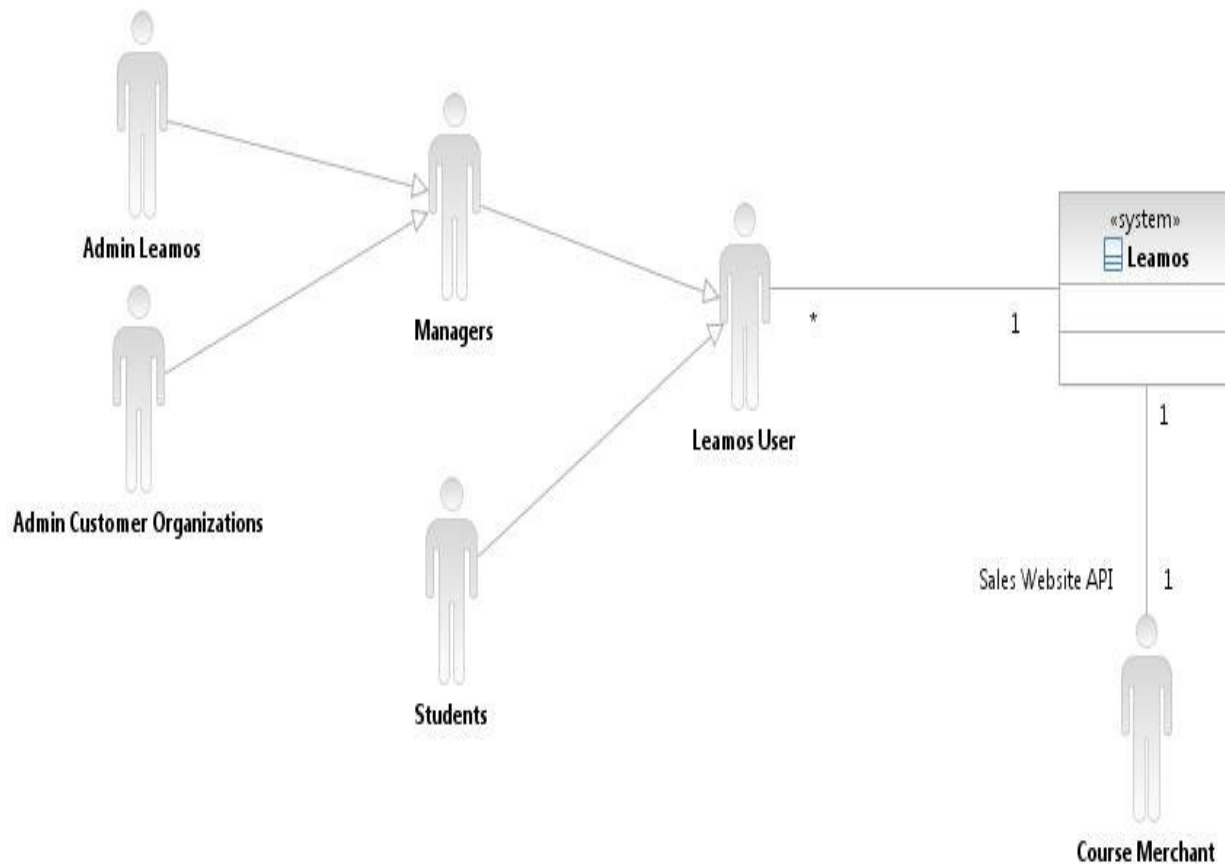 Admin Leamos
Admin Customer Organizations
Managers
Students
Leamos User
*
1
«system»
Leamos
1
Sales Website API
1
Course Merchant